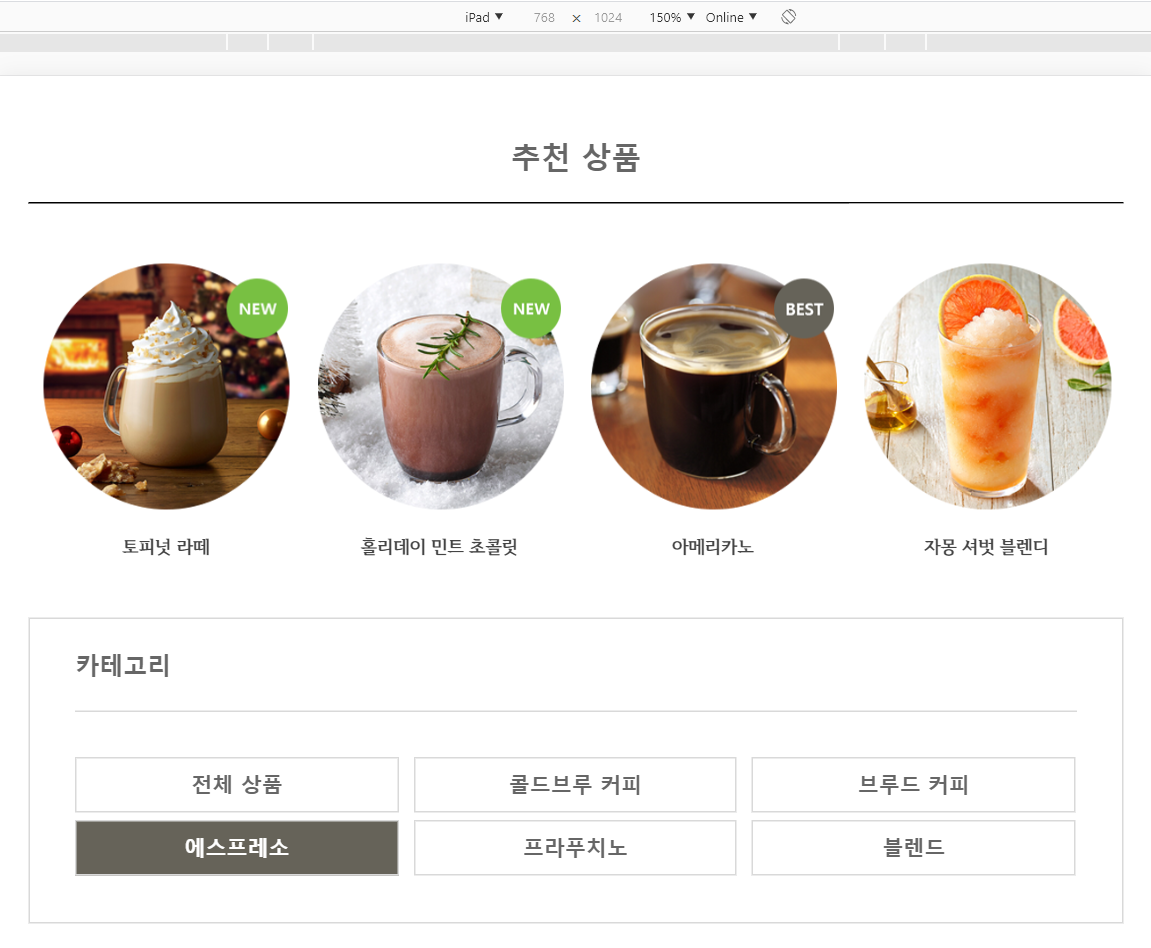 iPad ▼ 768 × 1024 150% ▼ Online ▼
추천 상품
NEW NEW BEST
토피넛 라떼 홀리데이 민트 초콜릿 아메리카노 자몽 셔벗 블렌디
카테고리
전체 상품 콜드브루 커피 브루드 커피
에스프레소 프라푸치노 블렌드